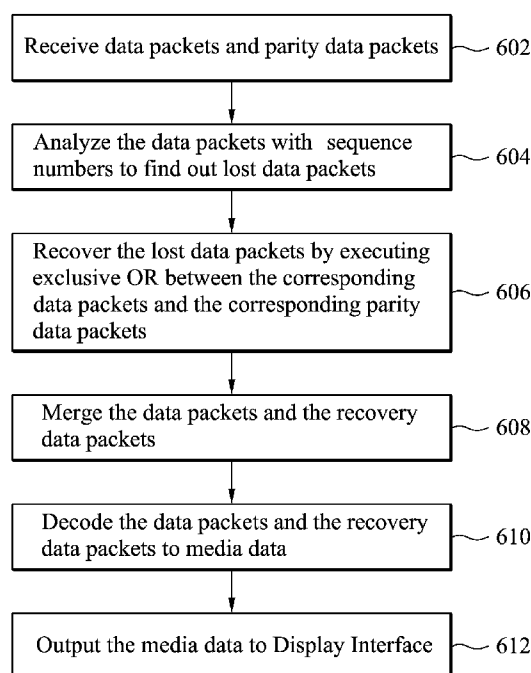 Receive data packets and parity data packets
602
Analyze the data packets with sequence
numbers to find out lost data packets
604
Recover the lost data packets by executing
exclusive OR between the corresponding
data packets and the corresponding parity
data packets
606
Merge the data packets and the recovery
data packets
608
Decode the data packets and the recovery
data packets to media data
610
Output the media data to Display Interface
612